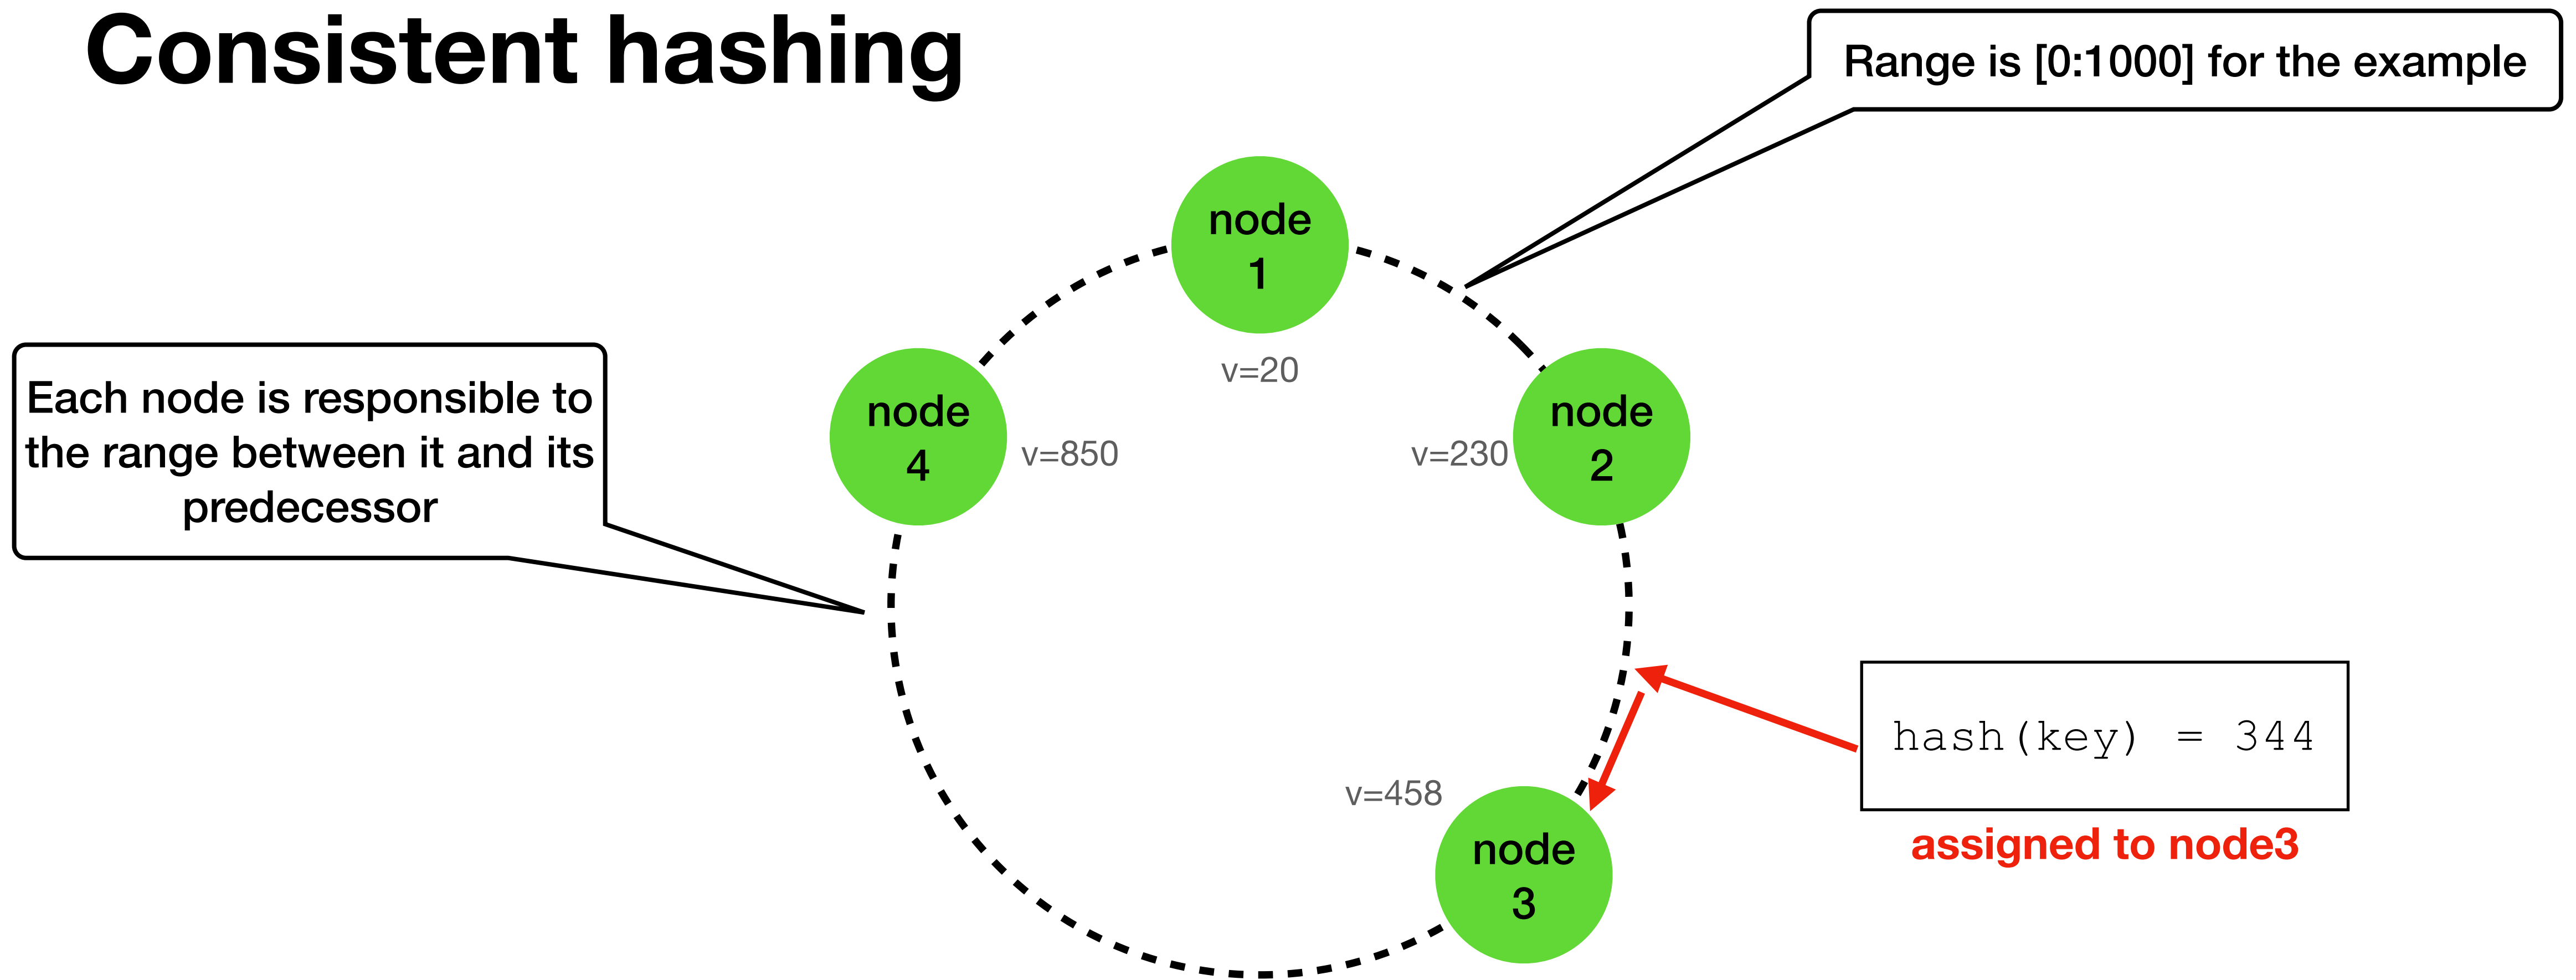 Consistent hashing
Range is [0:1000] for the example
node
1
v=20
Each node is responsible to
the range between it and its
predecessor
node
4
v=850
v=230
node
2
hash(key) = 344
assigned to node3
v=458
node
3